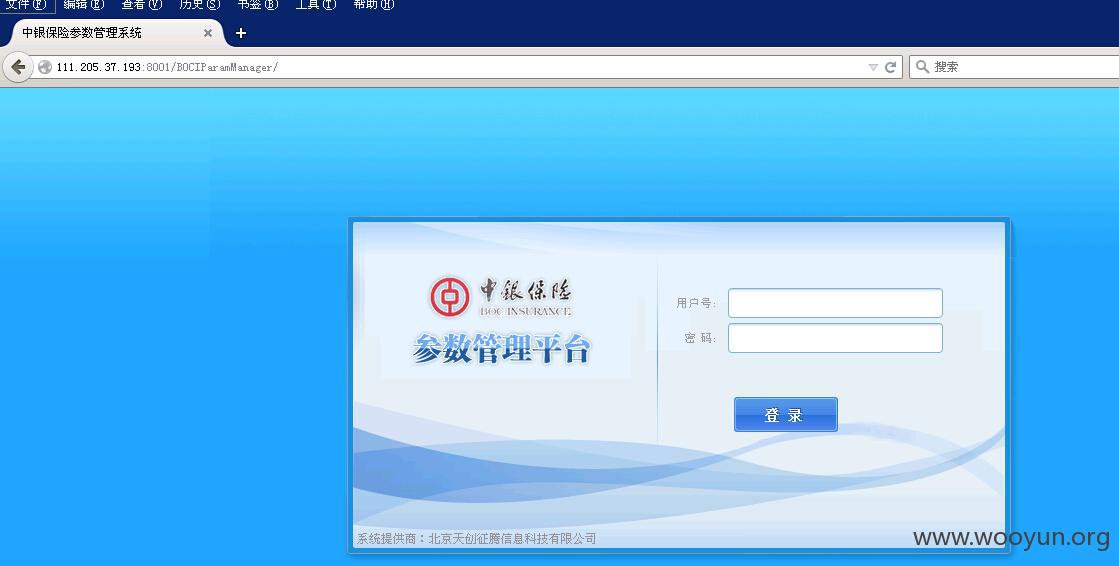 文件(F) 编辑(E) 查看(V) 历史(S) 书签(B) 工具(T) 帮助(H)
中银保险参数管理系统 × +
111.205.37.193:8001/BOCIParamManager/ 搜索
中银保险
BOC INSURANCE
参数管理平台
用户号:
密 码:
登 录
系统提供商：北京天创征腾信息科技有限公司
www.wooyun.org